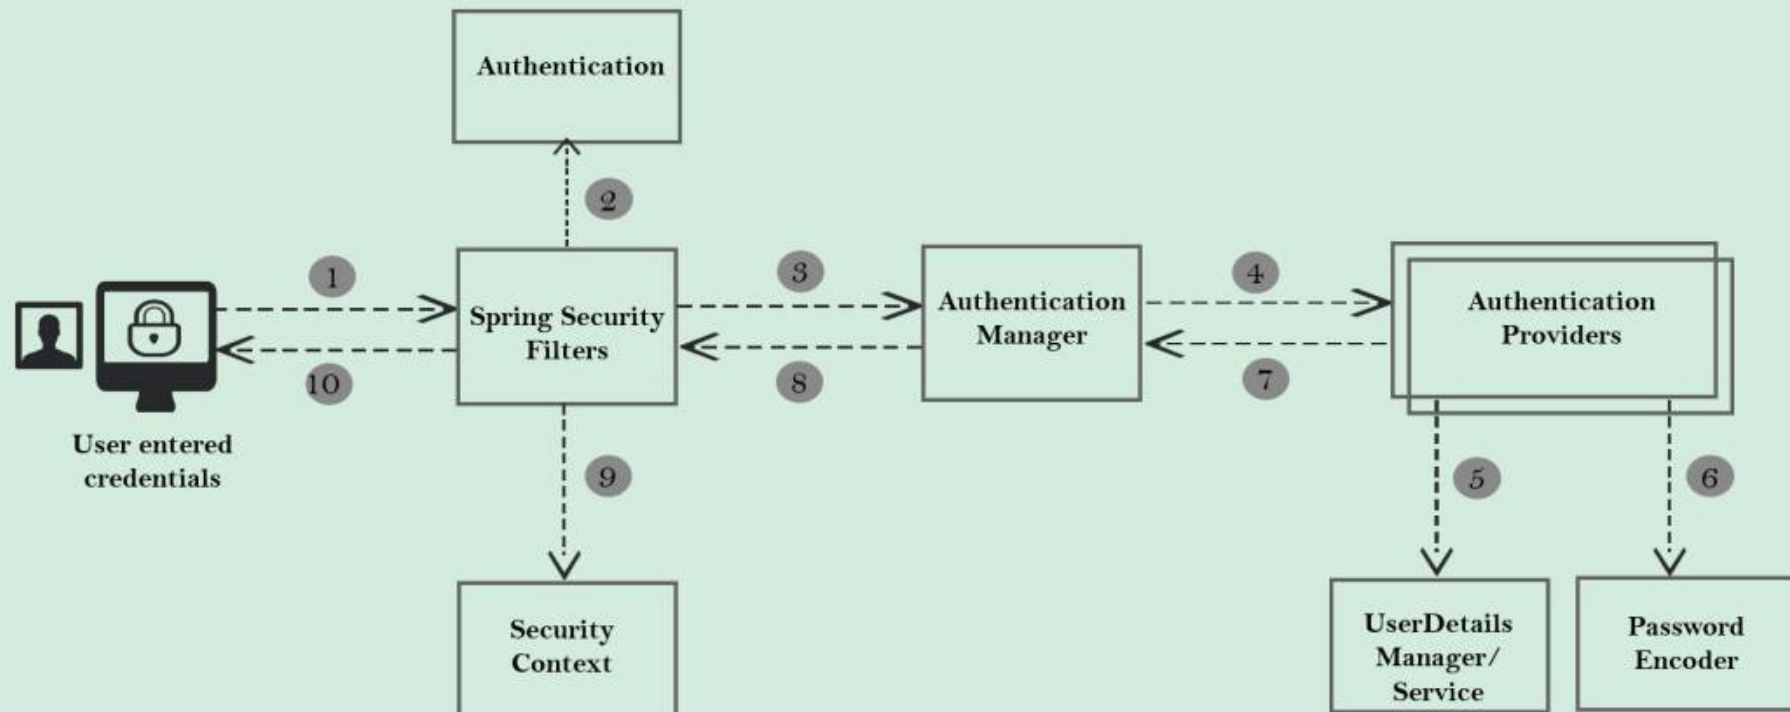 Authentication
2
1
3
4
Spring Security
Filters
Authentication
Manager
Authentication
Providers
10
8
7
User entered
credentials
9
5
6
Security
Context
UserDetails
Manager/
Service
Password
Encoder